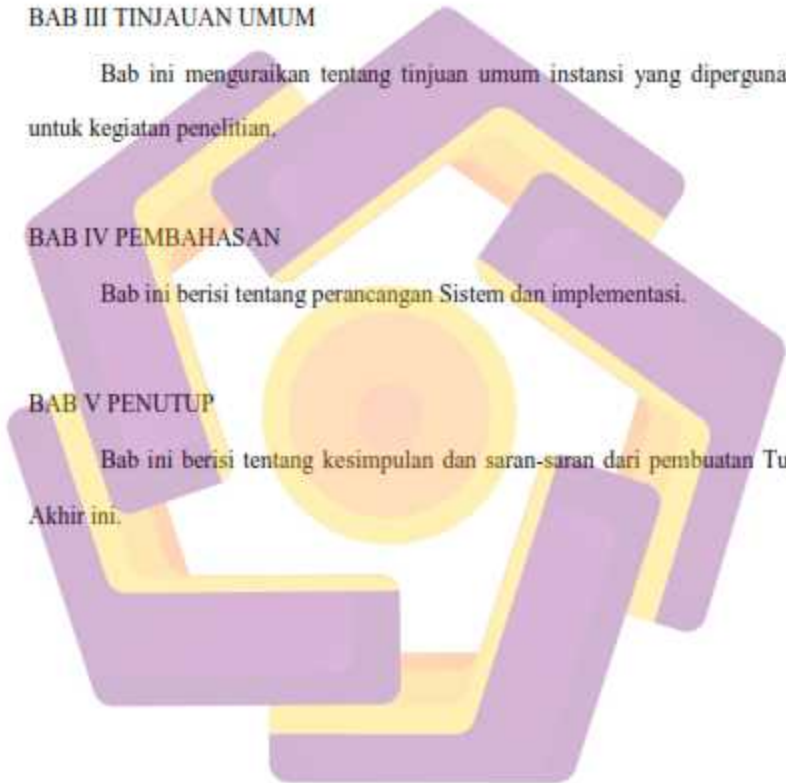 BAB III TINJAUAN UMUM
Bab ini menguraikan tentang tinjuan umum instansi yang diperguna
untuk kegiatan penelitian.
BAB IV PEMBAHASAN
Bab ini berisi tentang perancangan Sistem dan implementasi.
BAB V PENUTUP
Bab ini berisi tentang kesimpulan dan saran-saran dari pembuatan Tu
Akhir ini.